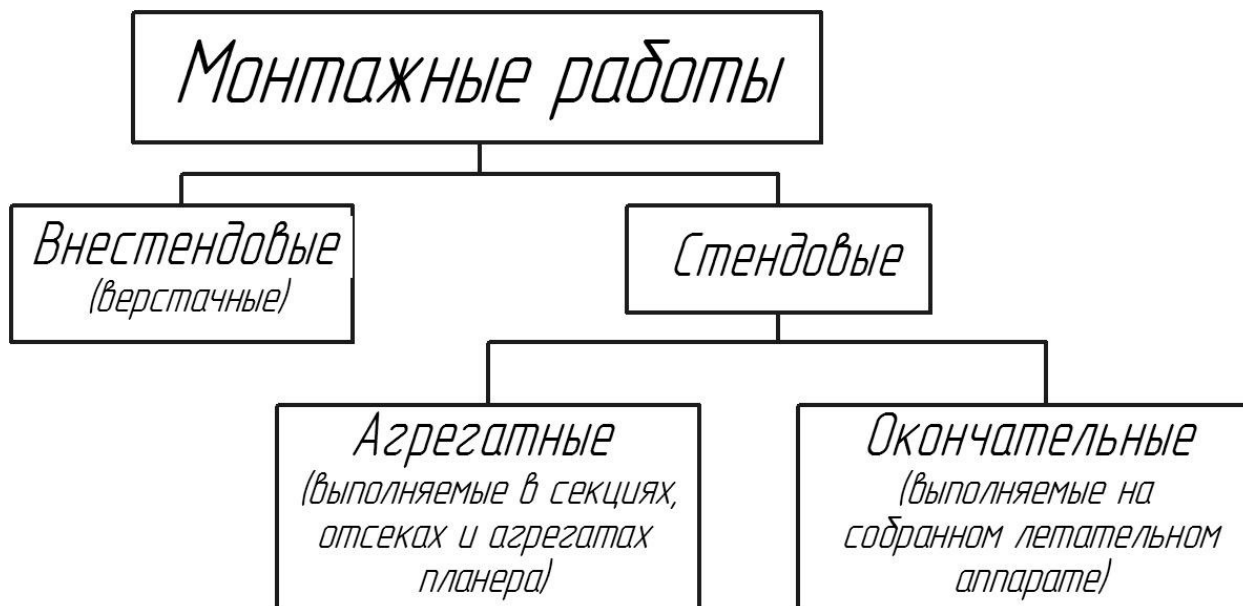 Монтажные работы
Внестендовые
(верстачные)
Стендовые
Агрегатные
(выполняемые в секциях,
отсеках и агрегатах
планера)
Окончательные
(выполняемые на
собранном летательном
аппарате)